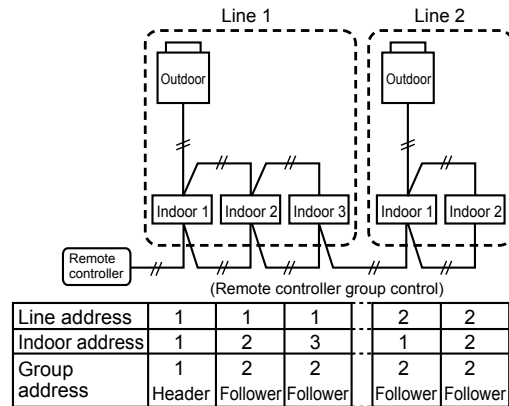 Line 1 Line 2
Outdoor Outdoor
Indoor 1 Indoor 2 Indoor 3 Indoor 1 Indoor 2
Remote
controller
(Remote controller group control)
Line address 1 1 1 2 2
Indoor address 1 2 3 1 2
Group 1 2 2 2 2
address Header Follower Follower Follower Follower